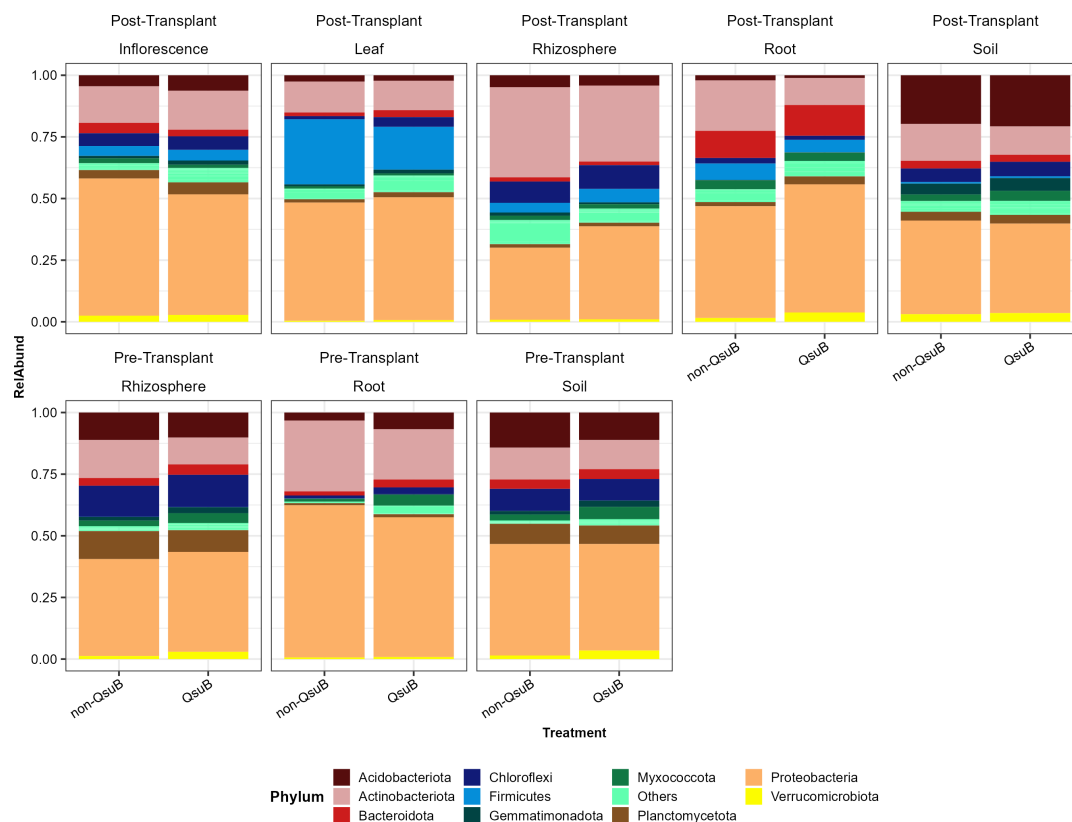 Post-Transplant Post-Transplant Post-Transplant Post-Transplant Post-Transplant
Inflorescence Leaf Rhizosphere Root Soil
1.00
0.75
0.50
0.25
0.00
non-QsuB QsuB non-QsuB QsuB
Pre-Transplant Pre-Transplant Pre-Transplant
Rhizosphere Root Soil
1.00
0.75
0.50
0.25
0.00
non-QsuB QsuB non-QsuB QsuB non-QsuB QsuB
RelAbund
Treatment
Phylum
Acidobacteriota Chloroflexi Myxococcota Proteobacteria
Actinobacteriota Firmicutes Others Verrucomicrobiota
Bacteroidota Gemmatimonadota Planctomycetota